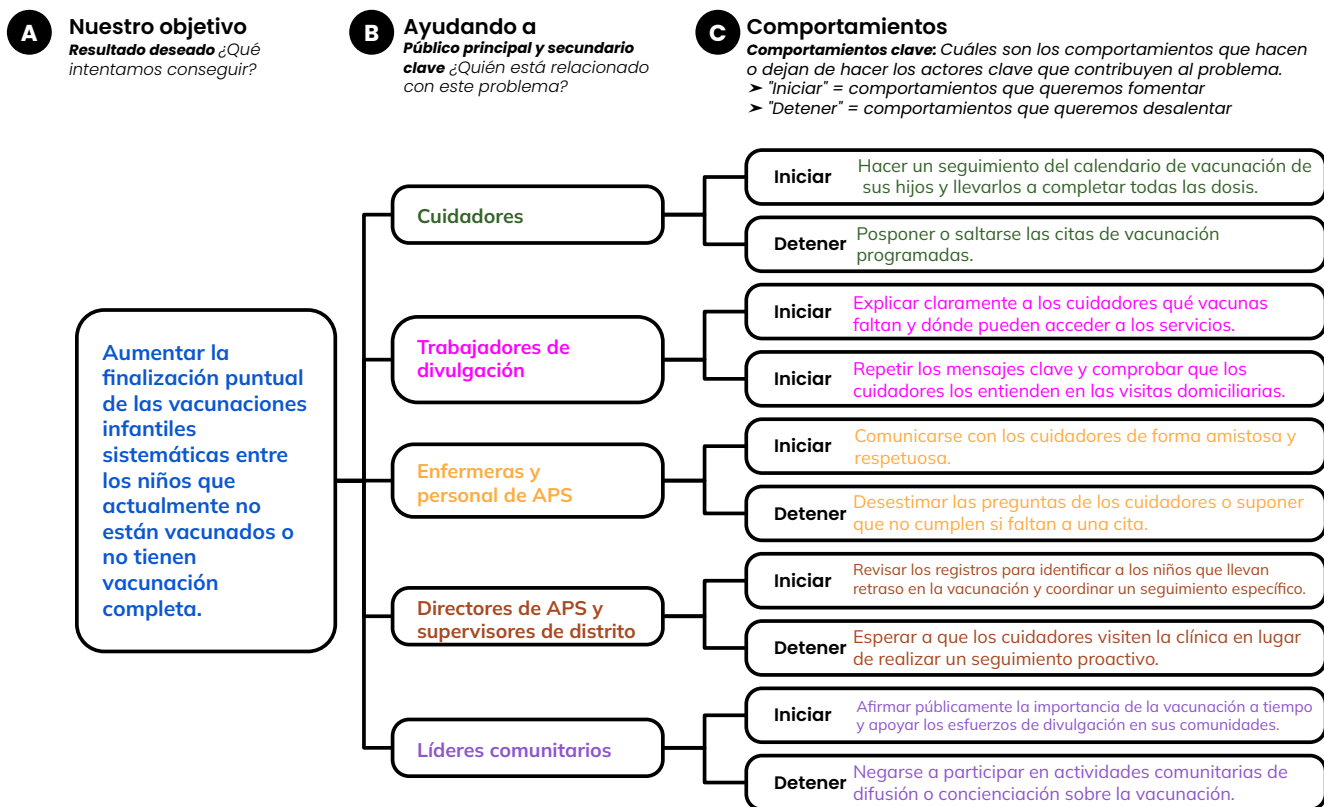 A
Nuestro objetivo
Resultado deseado ¿Qué
intentamos conseguir?
B
Ayudando a
Público principal y secundario
clave ¿Quién está relacionado
con este problema?
C
Comportamientos
Comportamientos clave: Cuáles son los comportamientos que hacen
o dejan de hacer los actores clave que contribuyen al problema.
➤ "Iniciar" = comportamientos que queremos fomentar
➤ "Detener" = comportamientos que queremos desalentar
Aumentar la
finalización puntual
de las vacunaciones
infantiles
sistemáticas entre
los niños que
actualmente no
están vacunados o
no tienen
vacunación
completa.
Cuidadores
Iniciar
Hacer un seguimiento del calendario de vacunación de
sus hijos y llevarlos a completar todas las dosis.
Detener
Posponer o saltarse las citas de vacunación
programadas.
Trabajadores de
divulgación
Iniciar
Explicar claramente a los cuidadores qué vacunas
faltan y dónde pueden acceder a los servicios.
Iniciar
Repetir los mensajes clave y comprobar que los
cuidadores los entienden en las visitas domiciliarias.
Enfermeras y
personal de APS
Iniciar
Comunicarse con los cuidadores de forma amistosa y
respetuosa.
Detener
Desestimar las preguntas de los cuidadores o suponer
que no cumplen si faltan a una cita.
Directores de APS y
supervisores de distrito
Iniciar
Revisar los registros para identificar a los niños que llevan
retraso en la vacunación y coordinar un seguimiento específico.
Detener
Esperar a que los cuidadores visiten la clínica en lugar
de realizar un seguimiento proactivo.
Líderes comunitarios
Iniciar
Afirmar públicamente la importancia de la vacunación a tiempo
y apoyar los esfuerzos de divulgación en sus comunidades.
Detener
Negarse a participar en actividades comunitarias de
difusión o concienciación sobre la vacunación.